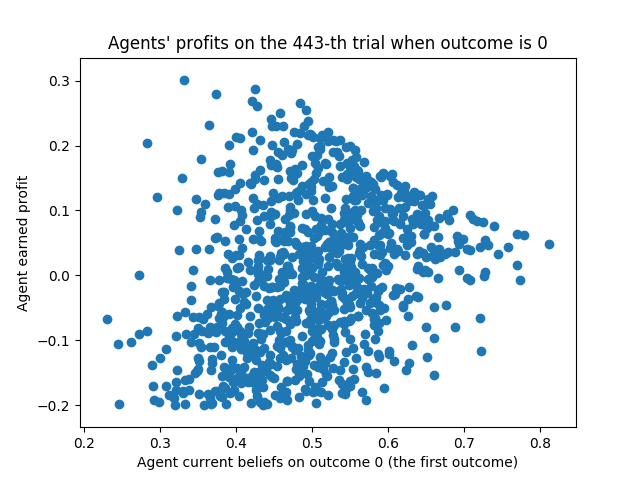 Agents' profits on the 443-th trial when outcome is 0
0.3
0.2
0.1
0.0
−0.1
−0.2
Agent earned profit
0.2 0.3 0.4 0.5 0.6 0.7 0.8
Agent current beliefs on outcome 0 (the first outcome)